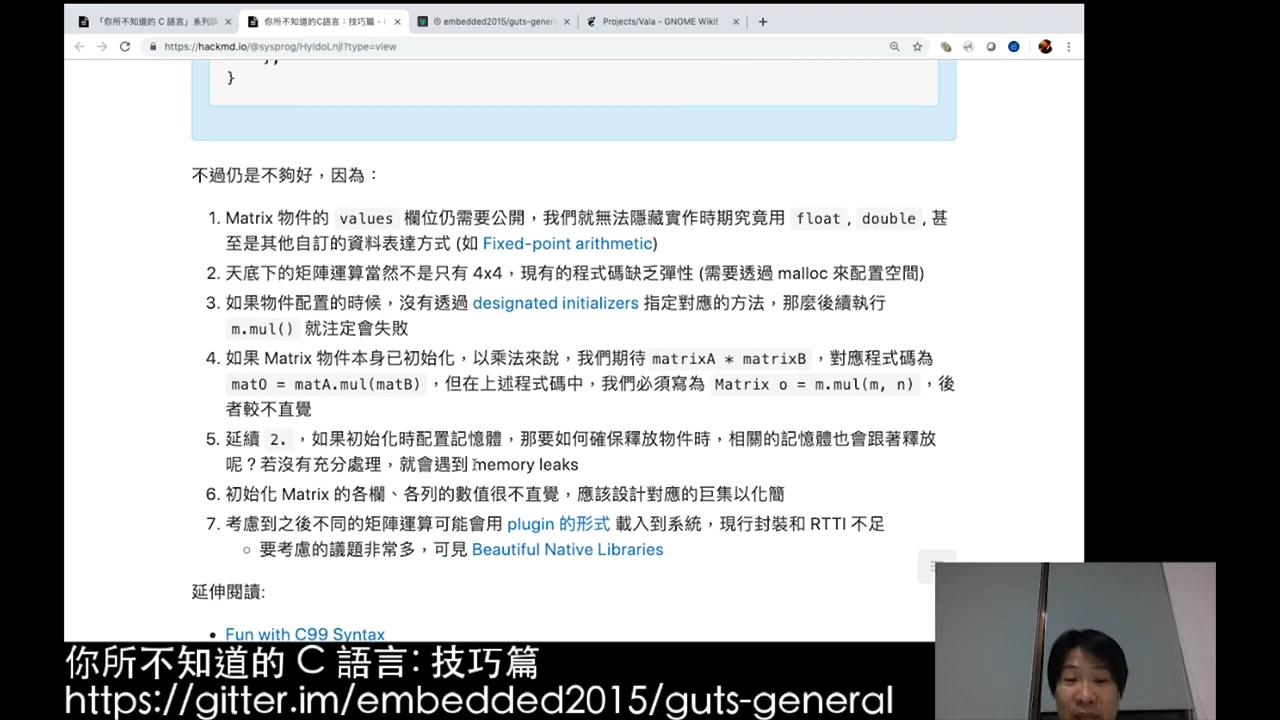 「你所不知道的 C 語言」系列講
你所不知道的C語言：技巧篇 -
embedded2015/guts-genera
Projects/Vala - GNOME Wiki!
https://hackmd.io/@sysprog/HyIdoLnjl?type=view
}
不過仍是不夠好，因為：
1. Matrix 物件的 values 欄位仍需要公開，我們就無法隱藏實作時期究竟用 float, double, 甚
至是其他自訂的資料表達方式 (如 Fixed-point arithmetic)
2. 天底下的矩陣運算當然不是只有 4x4，現有的程式碼缺乏彈性 (需要透過 malloc 來配置空間)
3. 如果物件配置的時候，沒有透過 designated initializers 指定對應的方法，那麼後續執行
m.mul() 就注定會失敗
4. 如果 Matrix 物件本身已初始化，以乘法來說，我們期待 matrixA * matrixB ，對應程式碼為
matO = matA.mul(matB) ，但在上述程式碼中，我們必須寫為 Matrix o = m.mul(m, n) ，後
者較不直覺
5. 延續 2. ，如果初始化時配置記憶體，那要如何確保釋放物件時，相關的記憶體也會跟著釋放
呢？若沒有充分處理，就會遇到 memory leaks
6. 初始化 Matrix 的各欄、各列的數值很不直覺，應該設計對應的巨集以化簡
7. 考慮到之後不同的矩陣運算可能會用 plugin 的形式 載入到系統，現行封裝和 RTTI 不足
要考慮的議題非常多，可見 Beautiful Native Libraries
延伸閱讀:
Fun with C99 Syntax
你所不知道的 C 語言: 技巧篇
https://gitter.im/embedded2015/guts-general